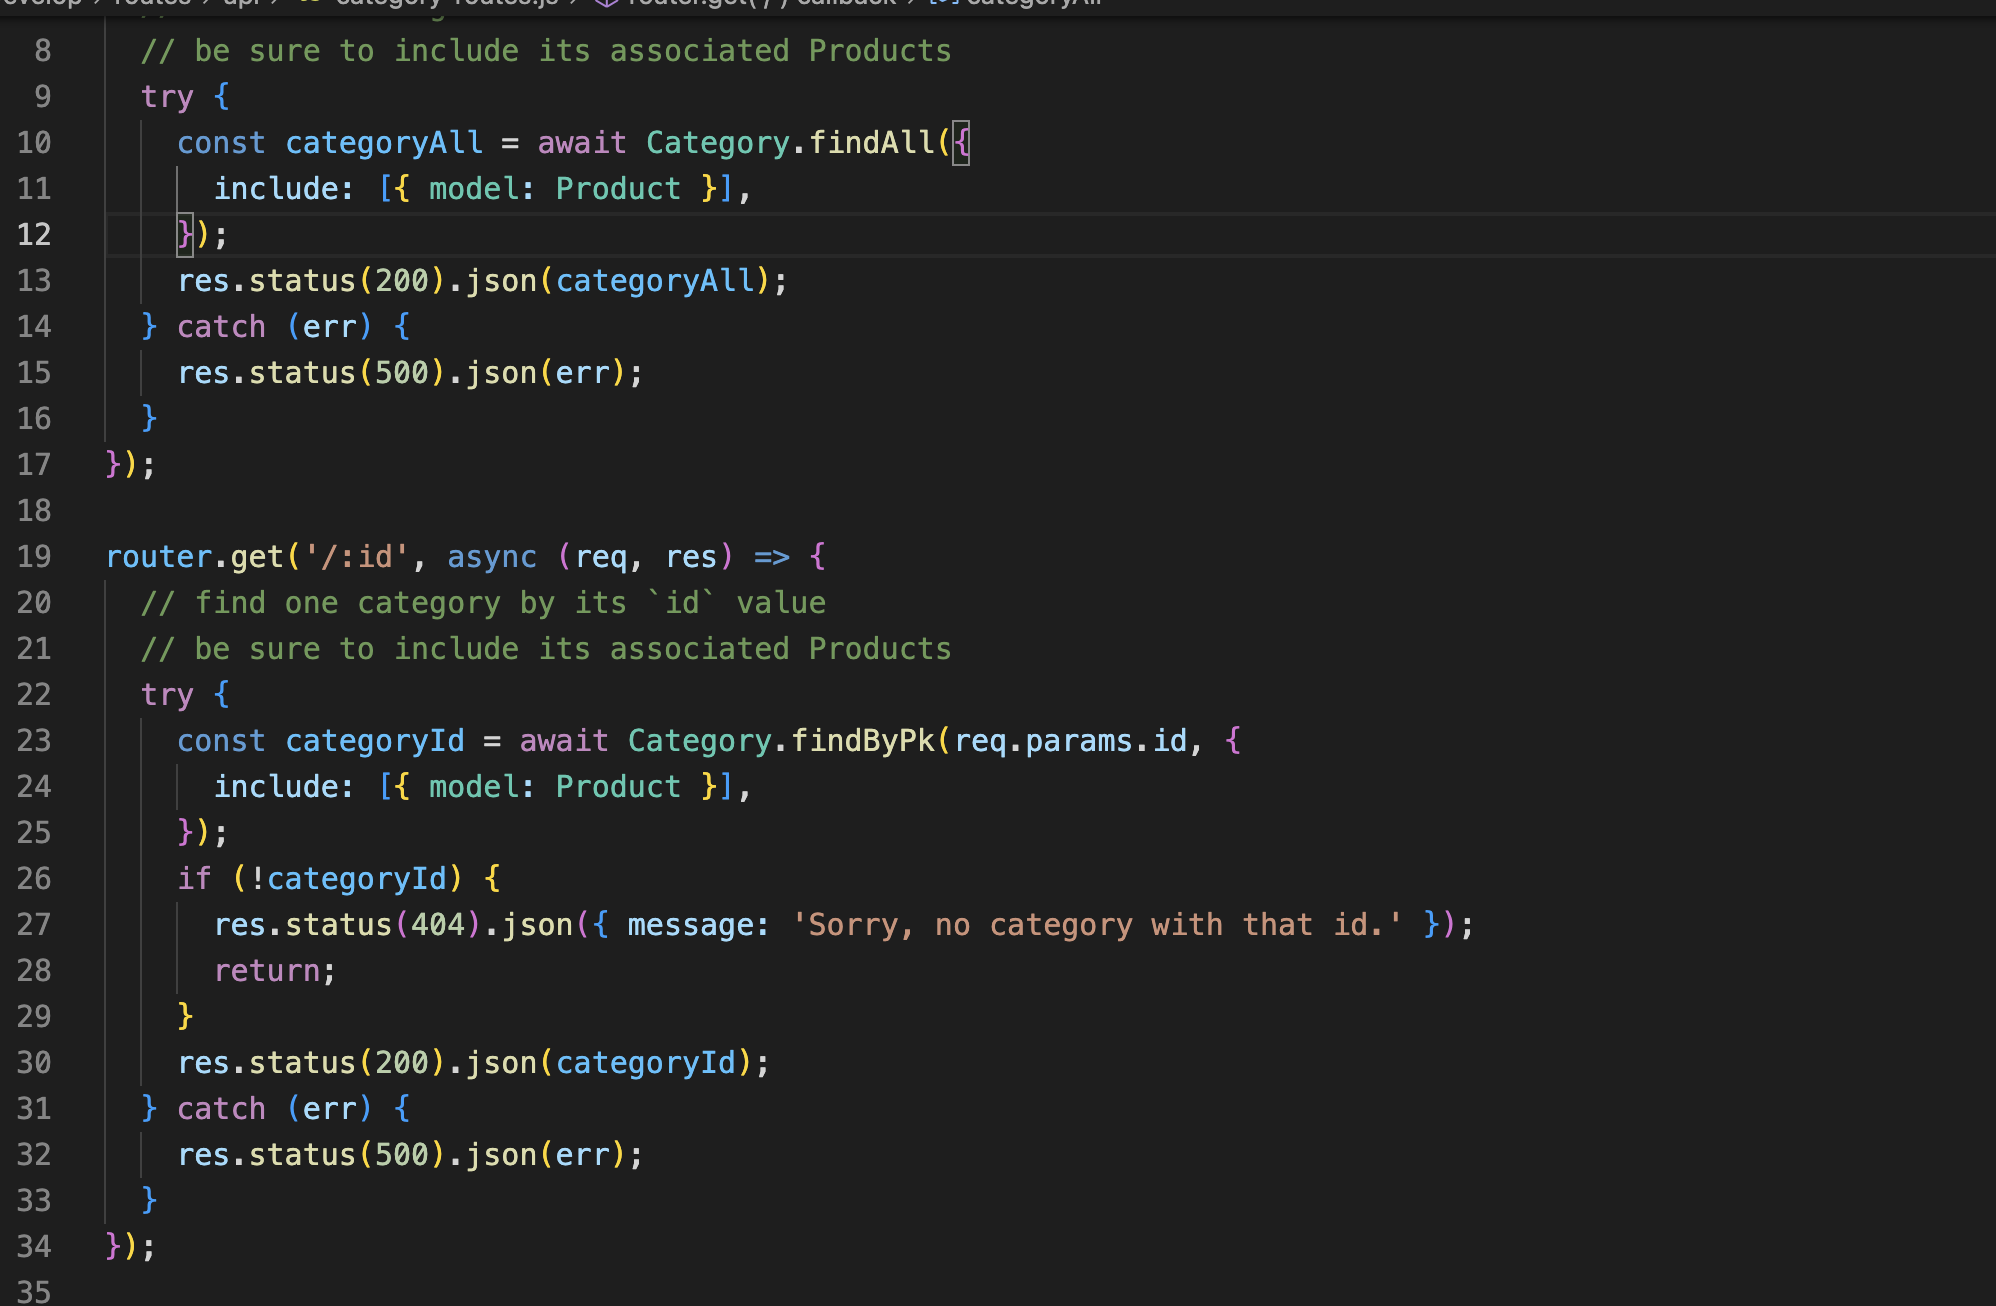 routes > api > category-routes.js > router.get('/') callback > categoryAll
8 // be sure to include its associated Products
9 try {
10 const categoryAll = await Category.findAll({
11 include: [{ model: Product }],
12 });
13 res.status(200).json(categoryAll);
14 } catch (err) {
15 res.status(500).json(err);
16 }
17 });
18
19 router.get('/:id', async (req, res) => {
20 // find one category by its `id` value
21 // be sure to include its associated Products
22 try {
23 const categoryId = await Category.findByPk(req.params.id, {
24 include: [{ model: Product }],
25 });
26 if (!categoryId) {
27 res.status(404).json({ message: 'Sorry, no category with that id.' });
28 return;
29 }
30 res.status(200).json(categoryId);
31 } catch (err) {
32 res.status(500).json(err);
33 }
34 });
35